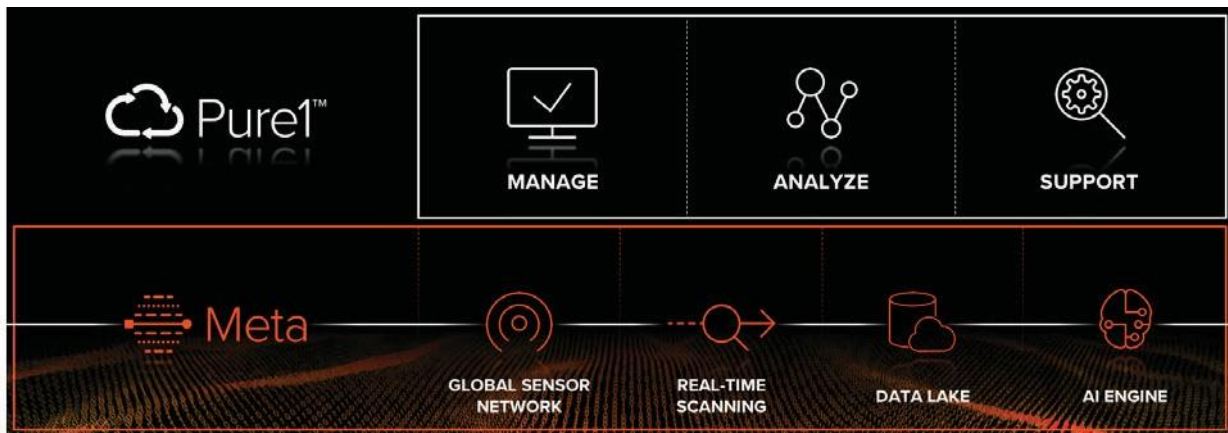 Pure1™
MANAGE
ANALYZE
SUPPORT
Meta
GLOBAL SENSOR
NETWORK
REAL-TIME
SCANNING
DATA LAKE
AI ENGINE